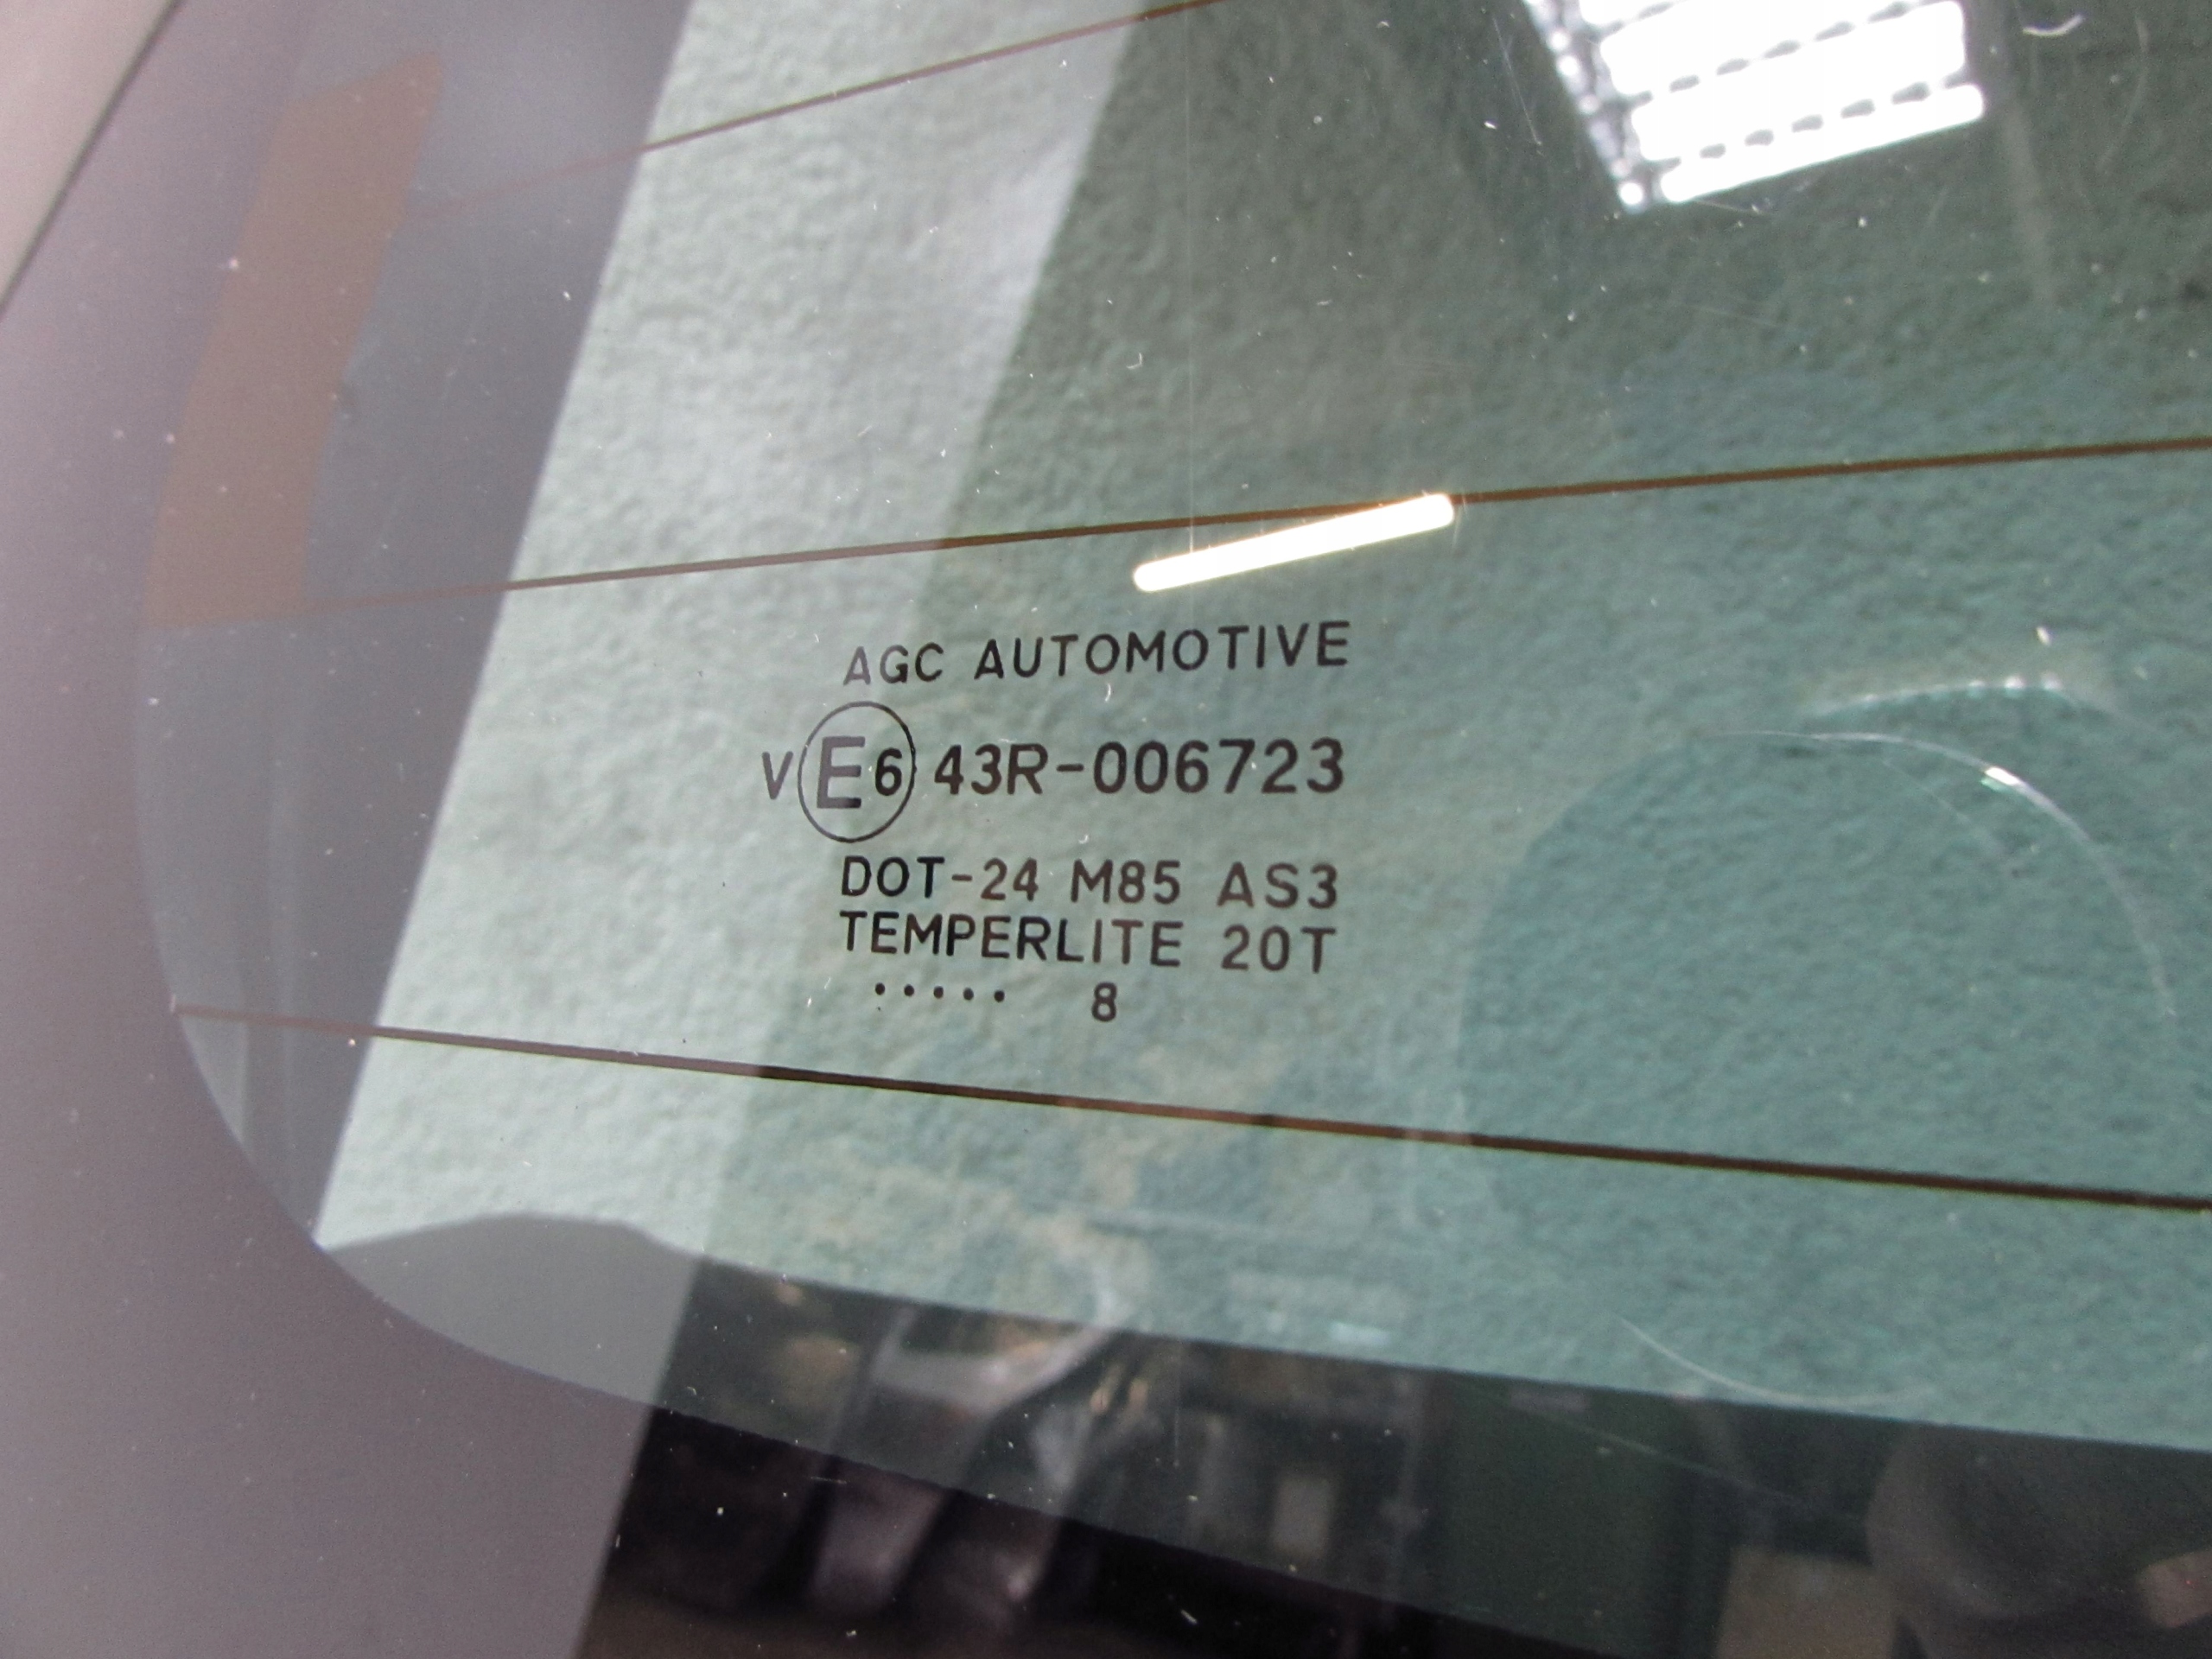 AGC AUTOMOTIVE
V E6 43R-006723
DOT-24 M85 AS3
TEMPERLITE 20T
..... 8